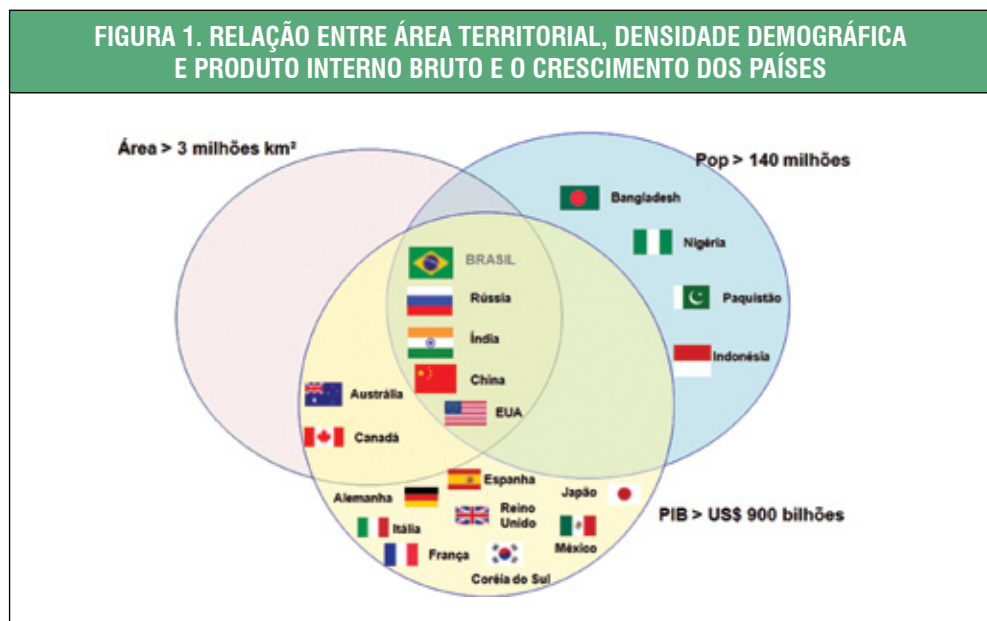 FIGURA 1. RELAÇÃO ENTRE ÁREA TERRITORIAL, DENSIDADE DEMOGRÁFICA
E PRODUTO INTERNO BRUTO E O CRESCIMENTO DOS PAÍSES
Área > 3 milhões km²
Pop > 140 milhões
Bangladesh
Nigéria
BRASIL
Rússia
Paquistão
Índia
Indonésia
China
Austrália
EUA
Canadá
Espanha
Alemanha
Japão
Reino
Unido
PIB > US$ 900 bilhões
Itália
México
França
Coréia do Sul